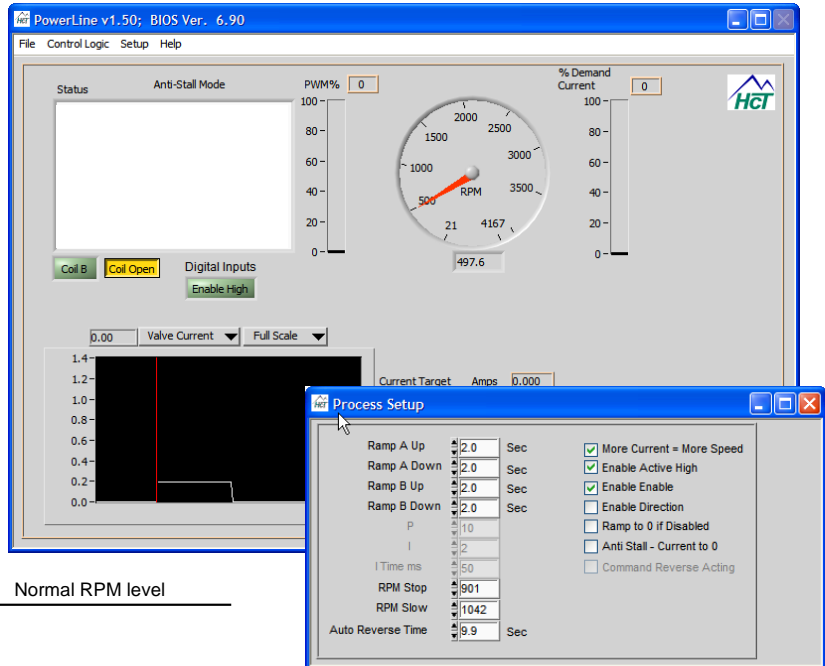 PowerLine v1.50; BIOS Ver. 6.90
File Control Logic Setup Help
Status
Anti-Stall Mode
PWM% 0
100
80
60
40
20
0
2000
2500
1500
3000
1000
3500
500
RPM
21
4167
497.6
% Demand
Current 0
100
80
60
40
20
0
HCT
Coil B
Coil Open
Digital Inputs
Enable High
0.00 Valve Current Full Scale
1.4
1.2
1.0
0.8
0.6
0.4
0.2
0.0
Current Target Amps 0.000
HCT Process Setup
Ramp A Up 2.0 Sec
Ramp A Down 2.0 Sec
Ramp B Up 2.0 Sec
Ramp B Down 2.0 Sec
P 10
I 2
I Time ms 50
RPM Stop 901
RPM Slow 1042
Auto Reverse Time 9.9 Sec
More Current = More Speed
Enable Active High
Enable Enable
Enable Direction
Ramp to 0 if Disabled
Anti Stall - Current to 0
Command Reverse Acting
Normal RPM level